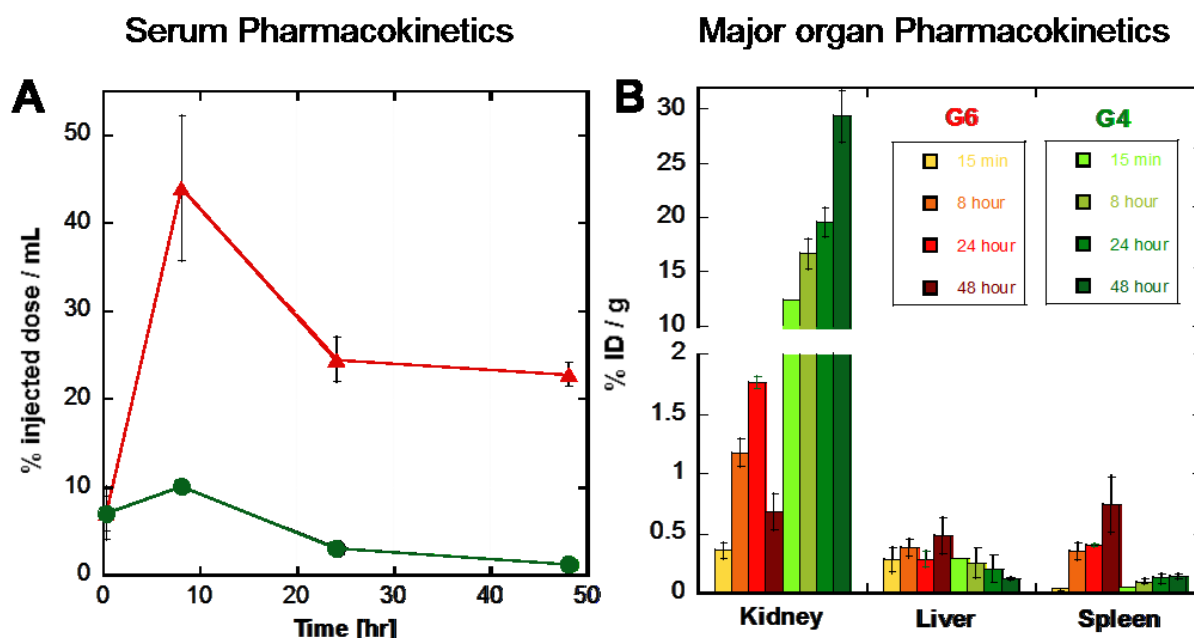 Serum Pharmacokinetics
Major organ Pharmacokinetics
A
% injected dose / mL
50
40
30
20
10
0
0
10
20
30
40
50
Time [hr]
B
% ID / g
30
25
20
15
10
2
1.5
1
0.5
0
G6
15 min
8 hour
24 hour
48 hour
G4
15 min
8 hour
24 hour
48 hour
Kidney
Liver
Spleen